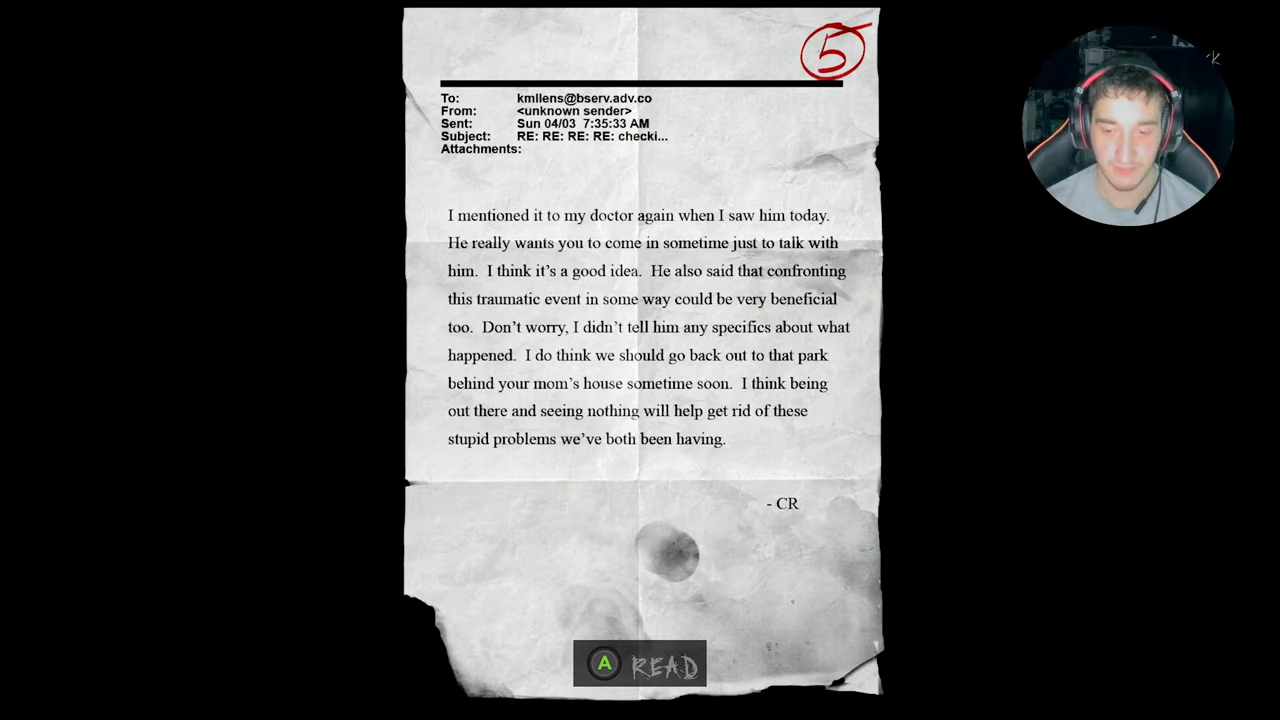 5
To: kmllens@bserv.adv.co
From: <unknown sender>
Sent: Sun 04/03 7:35:33 AM
Subject: RE: RE: RE: RE: checki...
Attachments:
I mentioned it to my doctor again when I saw him today.
He really wants you to come in sometime just to talk with
him. I think it’s a good idea. He also said that confronting
this traumatic event in some way could be very beneficial
too. Don’t worry, I didn’t tell him any specifics about what
happened. I do think we should go back out to that park
behind your mom’s house sometime soon. I think being
out there and seeing nothing will help get rid of these
stupid problems we’ve both been having.
- CR
A READ